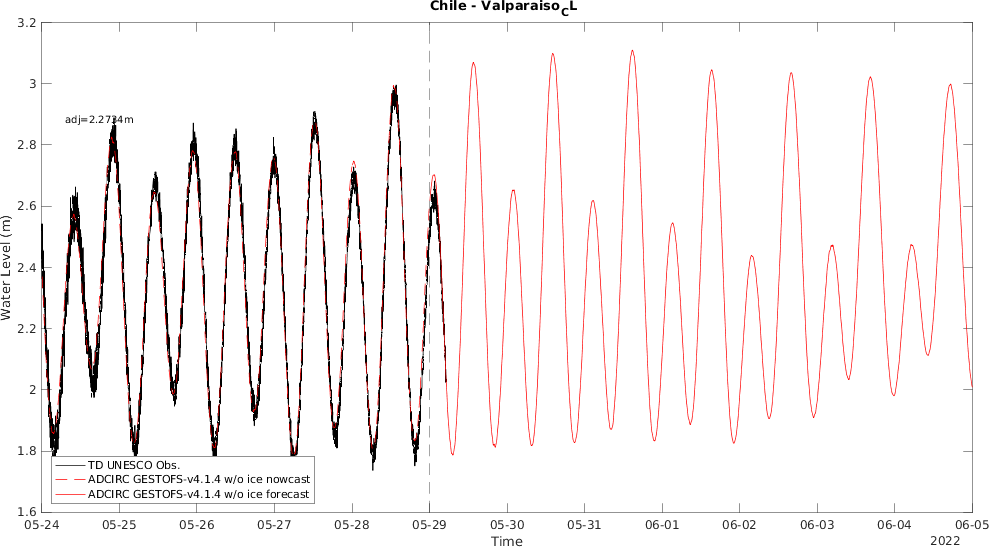 Chile - Valparaiso_CL
3.2
3
2.8
2.6
2.4
2.2
2
1.8
1.6
Water Level (m)
adj=2.2734m
TD UNESCO Obs.
ADCIRC GESTOFS-v4.1.4 w/o ice nowcast
ADCIRC GESTOFS-v4.1.4 w/o ice forecast
05-24 05-25 05-26 05-27 05-28 05-29 05-30 05-31 06-01 06-02 06-03 06-04 06-05
Time
2022